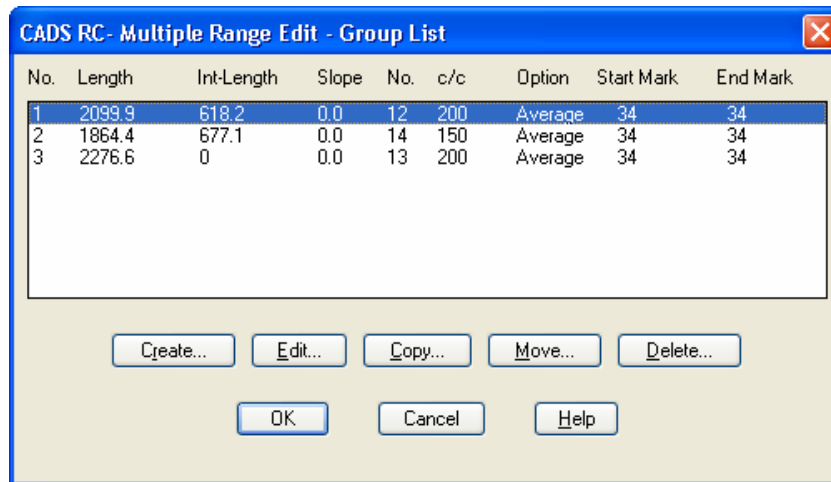 CADS RC- Multiple Range Edit - Group List
No. Length Int-Length Slope No. c/c Option Start Mark End Mark
1 2099.9 618.2 0.0 12 200 Average 34 34
2 1864.4 677.1 0.0 14 150 Average 34 34
3 2276.6 0 0.0 13 200 Average 34 34
Create... Edit... Copy... Move... Delete...
OK Cancel Help